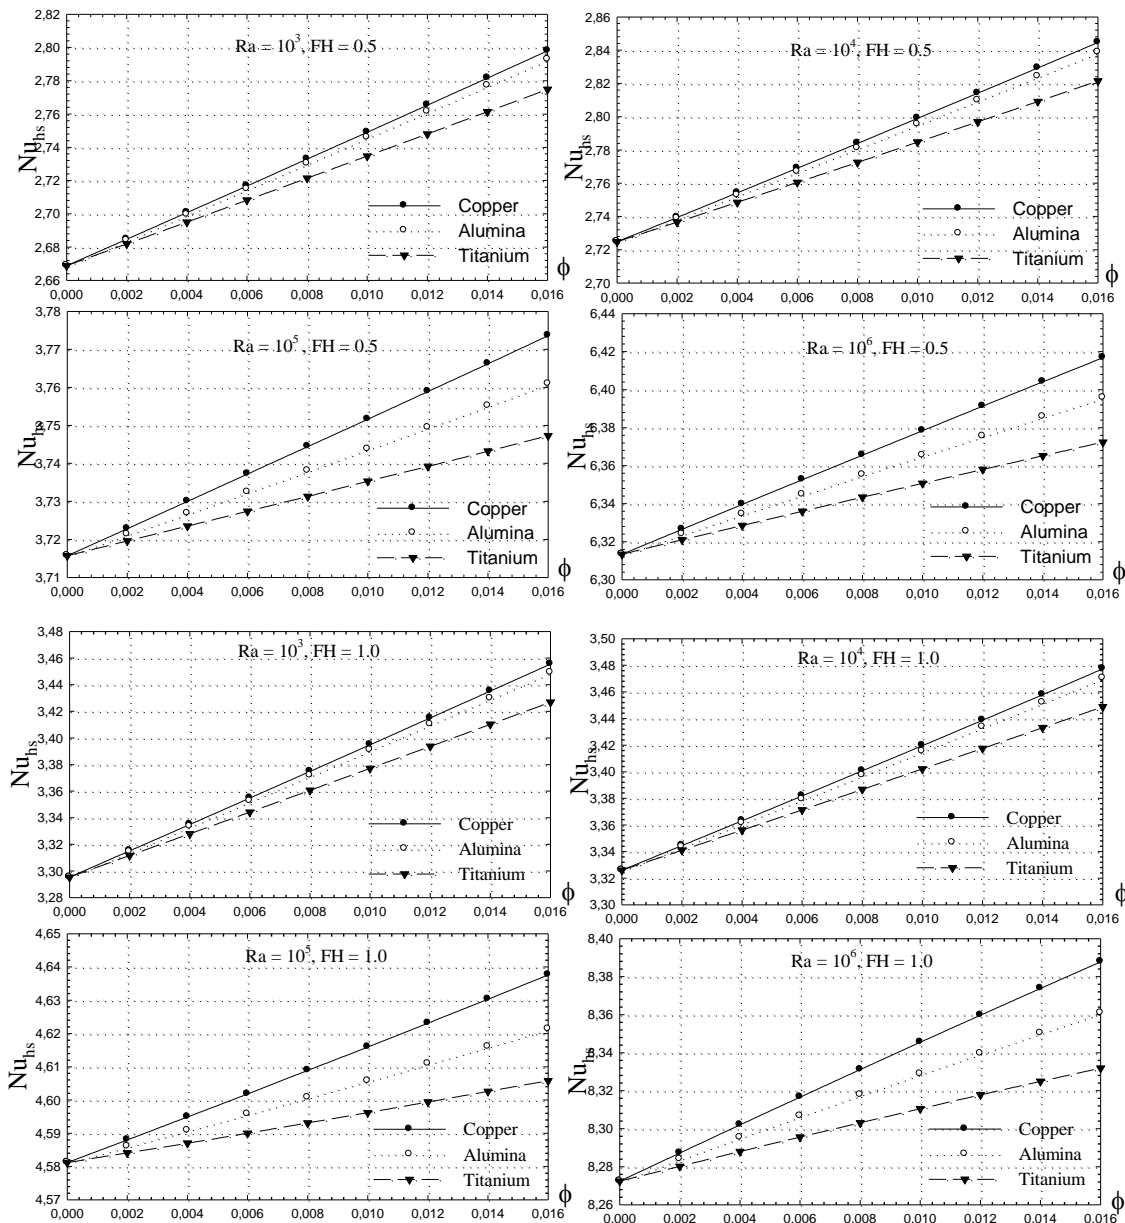 Ra = 10³, FH = 0.5
2,82
2,80
2,78
2,76
2,74
2,72
2,70
2,68
2,66
Nu_hs
Copper
Alumina
Titanium
0,000 0,002 0,004 0,006 0,008 0,010 0,012 0,014 0,016
ϕ
Ra = 10⁴, FH = 0.5
2,86
2,84
2,82
2,80
2,78
2,76
2,74
2,72
2,70
Nu_hs
Copper
Alumina
Titanium
0,000 0,002 0,004 0,006 0,008 0,010 0,012 0,014 0,016
ϕ
Ra = 10⁵, FH = 0.5
3,78
3,77
3,76
3,75
3,74
3,73
3,72
3,71
Nu_hs
Copper
Alumina
Titanium
0,000 0,002 0,004 0,006 0,008 0,010 0,012 0,014 0,016
ϕ
Ra = 10⁶, FH = 0.5
6,44
6,42
6,40
6,38
6,36
6,34
6,32
6,30
Nu_hs
Copper
Alumina
Titanium
0,000 0,002 0,004 0,006 0,008 0,010 0,012 0,014 0,016
ϕ
Ra = 10³, FH = 1.0
3,48
3,46
3,44
3,42
3,40
3,38
3,36
3,34
3,32
3,30
3,28
Nu_hs
Copper
Alumina
Titanium
0,000 0,002 0,004 0,006 0,008 0,010 0,012 0,014 0,016
ϕ
Ra = 10⁴, FH = 1.0
3,50
3,48
3,46
3,44
3,42
3,40
3,38
3,36
3,34
3,32
3,30
Nu_hs
Copper
Alumina
Titanium
0,000 0,002 0,004 0,006 0,008 0,010 0,012 0,014 0,016
ϕ
Ra = 10⁵, FH = 1.0
4,65
4,64
4,63
4,62
4,61
4,60
4,59
4,58
4,57
Nu_hs
Copper
Alumina
Titanium
0,000 0,002 0,004 0,006 0,008 0,010 0,012 0,014 0,016
ϕ
Ra = 10⁶, FH = 1.0
8,40
8,38
8,36
8,34
8,32
8,30
8,28
8,26
Nu_hs
Copper
Alumina
Titanium
0,000 0,002 0,004 0,006 0,008 0,010 0,012 0,014 0,016
ϕ